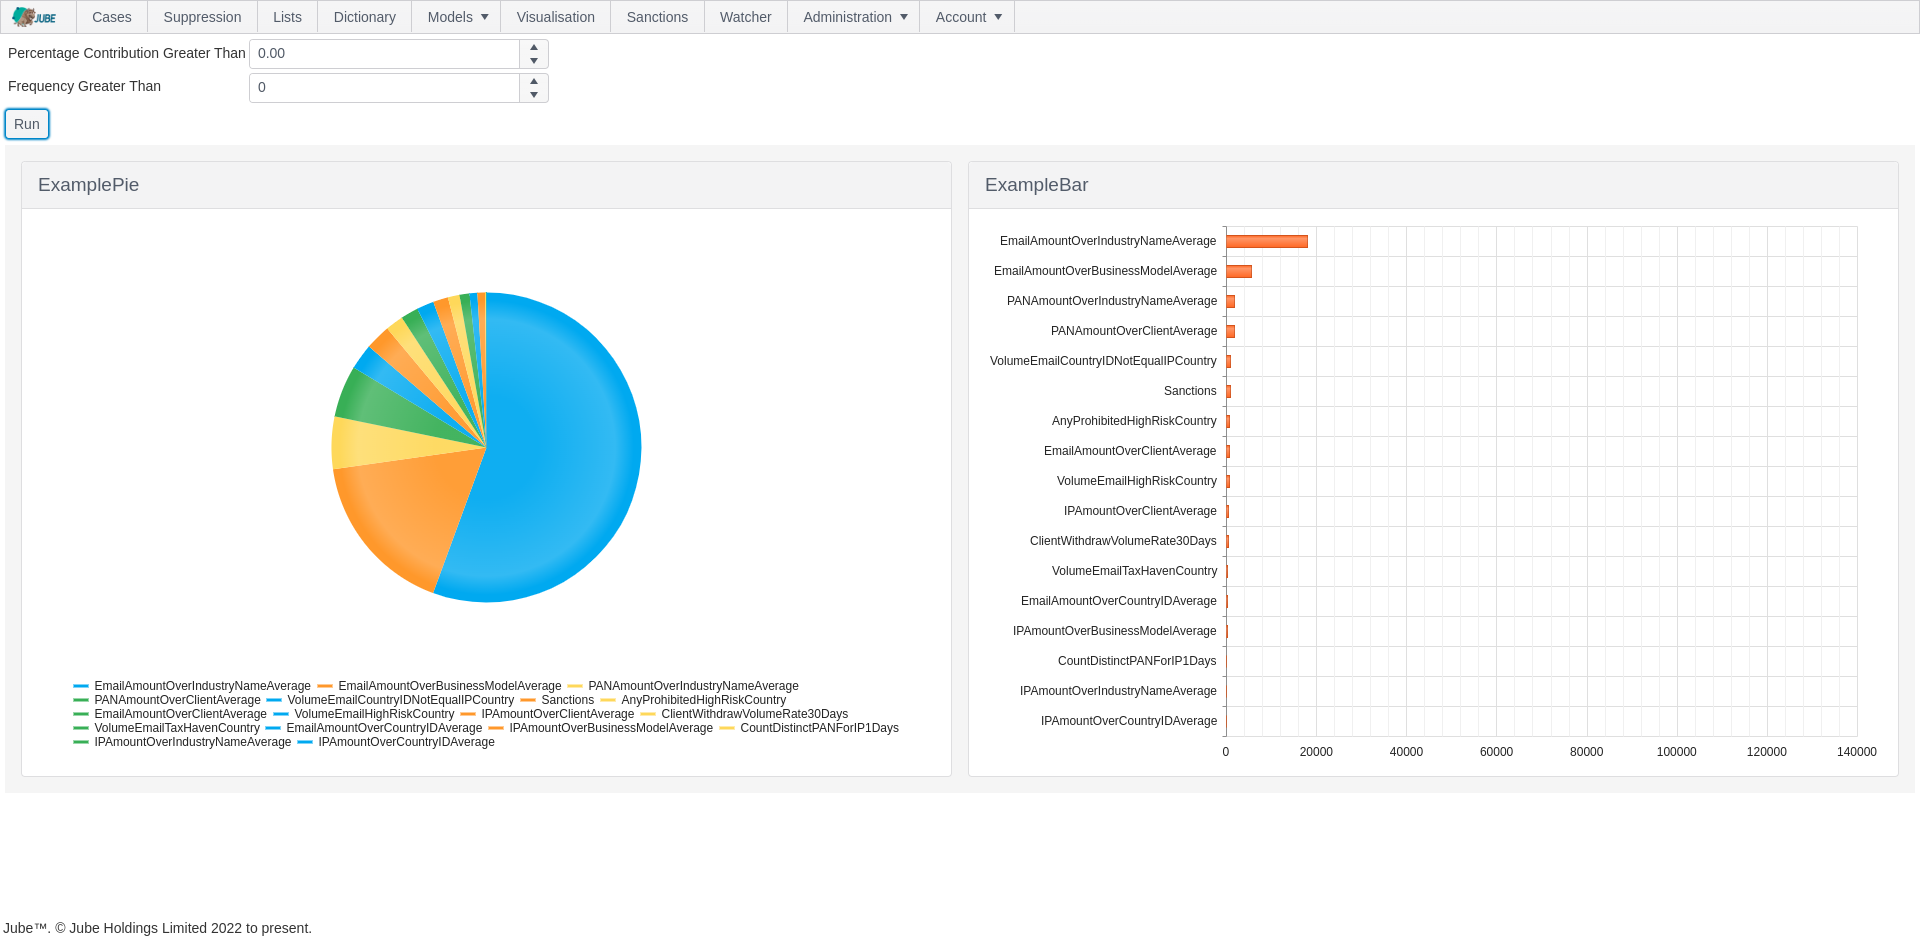 JUBE Cases Suppression Lists Dictionary Models Visualisation Sanctions Watcher Administration Account
Percentage Contribution Greater Than 0.00
Frequency Greater Than 0
Run
ExamplePie
EmailAmountOverIndustryNameAverage EmailAmountOverBusinessModelAverage PANAmountOverIndustryNameAverage
PANAmountOverClientAverage VolumeEmailCountryIDNotEqualIPCountry Sanctions AnyProhibitedHighRiskCountry
EmailAmountOverClientAverage VolumeEmailHighRiskCountry IPAmountOverClientAverage ClientWithdrawVolumeRate30Days
VolumeEmailTaxHavenCountry EmailAmountOverCountryIDAverage IPAmountOverBusinessModelAverage CountDistinctPANForIP1Days
IPAmountOverIndustryNameAverage IPAmountOverCountryIDAverage
ExampleBar
EmailAmountOverIndustryNameAverage
EmailAmountOverBusinessModelAverage
PANAmountOverIndustryNameAverage
PANAmountOverClientAverage
VolumeEmailCountryIDNotEqualIPCountry
Sanctions
AnyProhibitedHighRiskCountry
EmailAmountOverClientAverage
VolumeEmailHighRiskCountry
IPAmountOverClientAverage
ClientWithdrawVolumeRate30Days
VolumeEmailTaxHavenCountry
EmailAmountOverCountryIDAverage
IPAmountOverBusinessModelAverage
CountDistinctPANForIP1Days
IPAmountOverIndustryNameAverage
IPAmountOverCountryIDAverage
0 20000 40000 60000 80000 100000 120000 140000
Jube™. © Jube Holdings Limited 2022 to present.